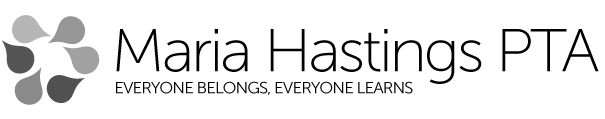 Maria Hastings PTA
EVERYONE BELONGS, EVERYONE LEARNS